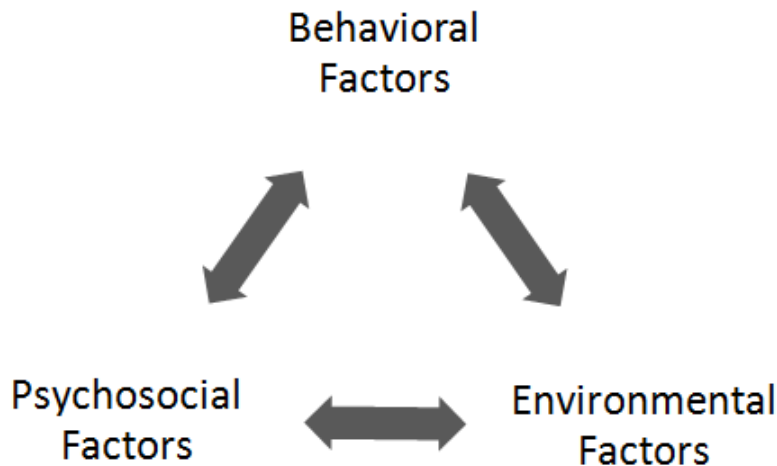 Behavioral
Factors
Psychosocial
Factors
Environmental
Factors